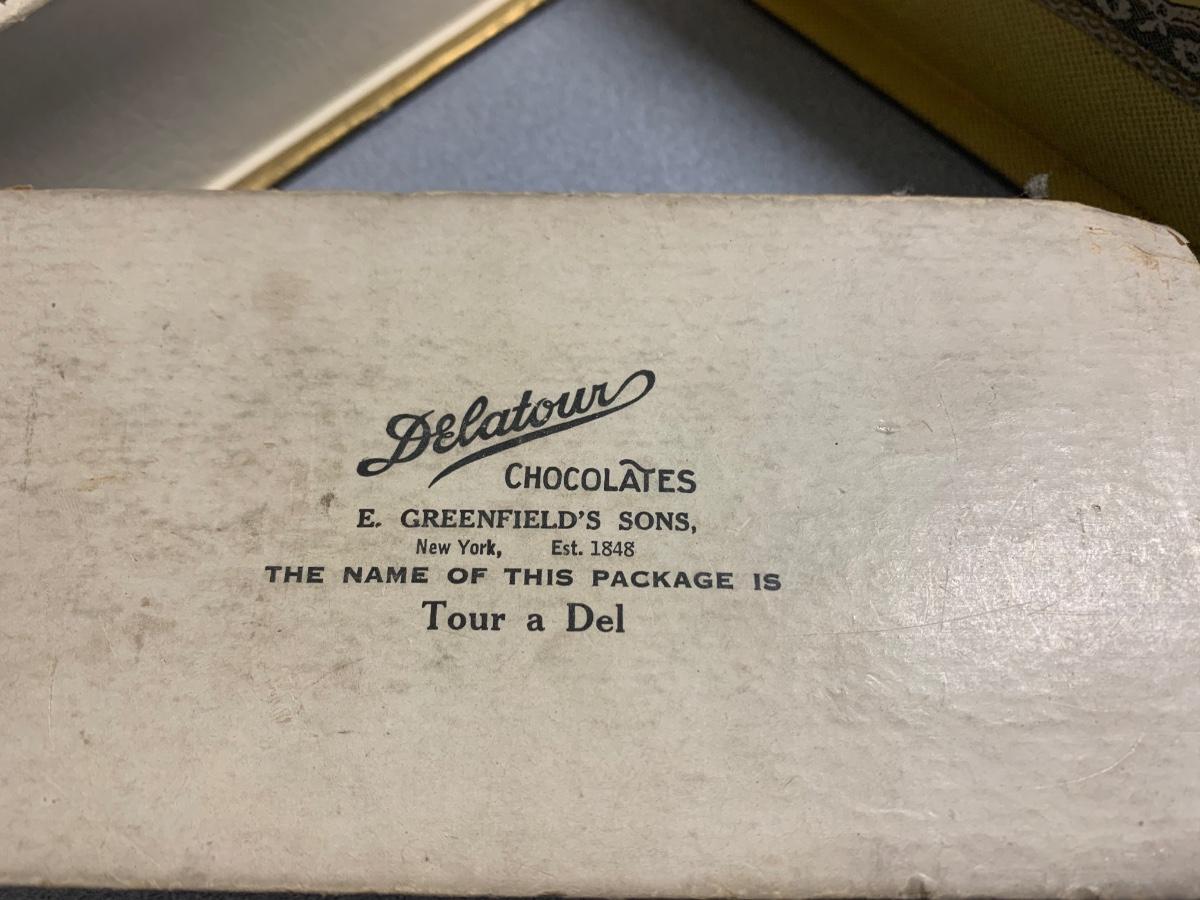 Delatour
CHOCOLATES
E. GREENFIELD'S SONS,
New York, Est. 1848
THE NAME OF THIS PACKAGE IS
Tour a Del